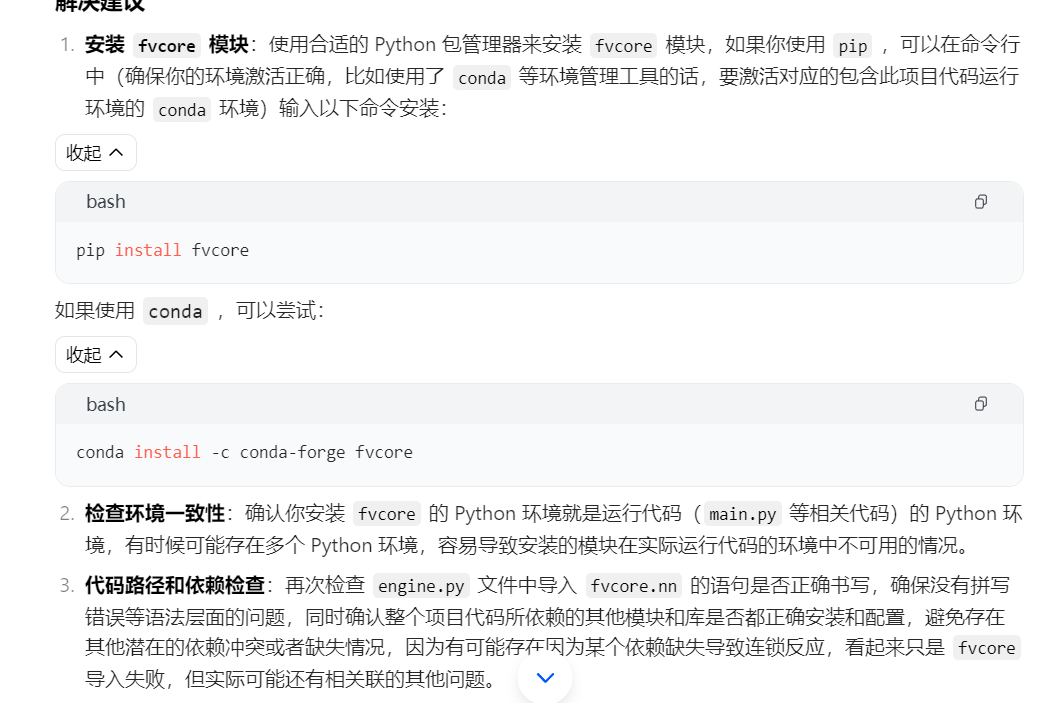 解决建议
1. 安装 fvcore 模块：使用合适的 Python 包管理器来安装 fvcore 模块，如果你使用 pip ，可以在命令行
中（确保你的环境激活正确，比如使用了 conda 等环境管理工具的话，要激活对应的包含此项目代码运行
环境的 conda 环境）输入以下命令安装：
收起
bash
pip install fvcore
如果使用 conda ，可以尝试：
收起
bash
conda install -c conda-forge fvcore
2. 检查环境一致性：确认你安装 fvcore 的 Python 环境就是运行代码（ main.py 等相关代码）的 Python 环
境，有时候可能存在多个 Python 环境，容易导致安装的模块在实际运行代码的环境中不可用的情况。
3. 代码路径和依赖检查：再次检查 engine.py 文件中导入 fvcore.nn 的语句是否正确书写，确保没有拼写
错误等语法层面的问题，同时确认整个项目代码所依赖的其他模块和库是否都正确安装和配置，避免存在
其他潜在的依赖冲突或者缺失情况，因为有可能存在因为某个依赖缺失导致连锁反应，看起来只是 fvcore
导入失败，但实际可能还有相关联的其他问题。